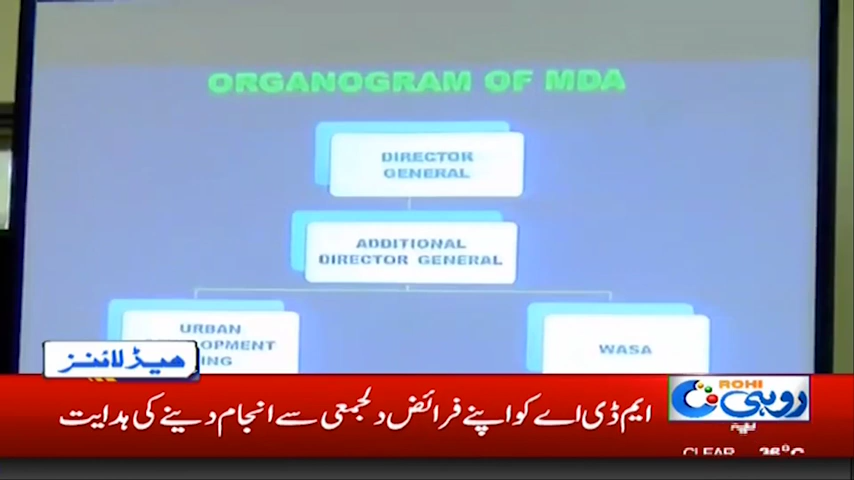 ORGANOGRAM OF MDA
DIRECTOR
GENERAL
ADDITIONAL
DIRECTOR GENERAL
URBAN
WASA
ہیڈلائنز
ایم ڈی اے کو اپنے فرائض دلجمعی سے انجام دینے کی ہدایت
ROHI
روہی
CLEAR